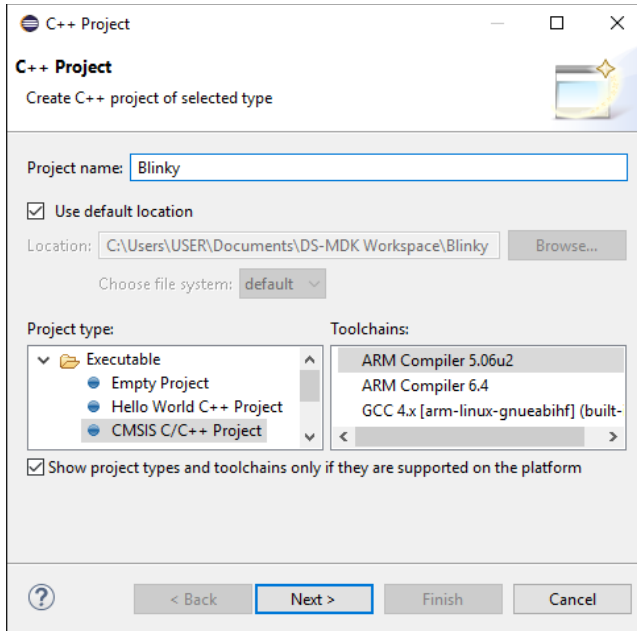 C++ Project
C++ Project
Create C++ project of selected type
Project name: Blinky
Use default location
Location: C:\Users\USER\Documents\DS-MDK Workspace\Blinky Browse...
Choose file system: default
Project type: Toolchains:
Executable ARM Compiler 5.06u2
Empty Project ARM Compiler 6.4
Hello World C++ Project GCC 4.x [arm-linux-gnueabihf] (built-
CMSIS C/C++ Project
Show project types and toolchains only if they are supported on the platform
? < Back Next > Finish Cancel